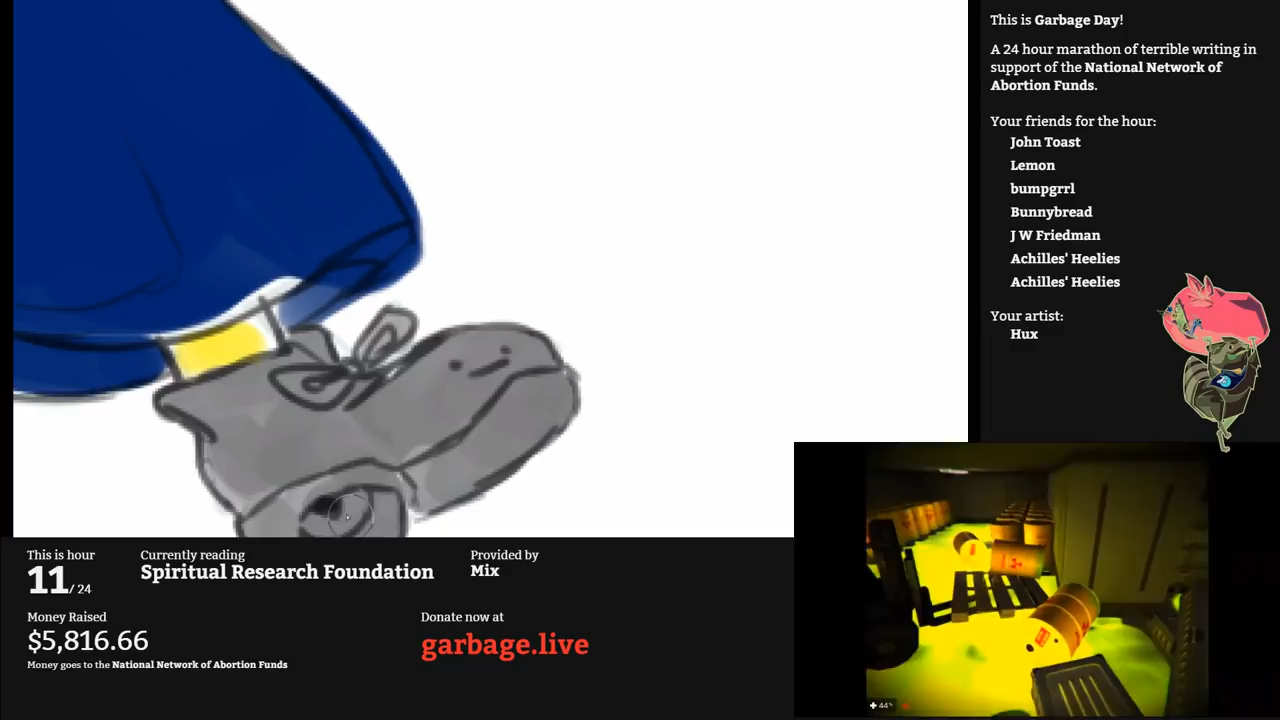 This is Garbage Day!
A 24 hour marathon of terrible writing in
support of the National Network of
Abortion Funds.
Your friends for the hour:
John Toast
Lemon
bumpgrrl
Bunnybread
J W Friedman
Achilles' Heelies
Achilles' Heelies
Your artist:
Hux
This is hour
11/ 24
Currently reading
Spiritual Research Foundation
Provided by
Mix
Money Raised
$5,816.66
Money goes to the National Network of Abortion Funds
Donate now at
garbage.live